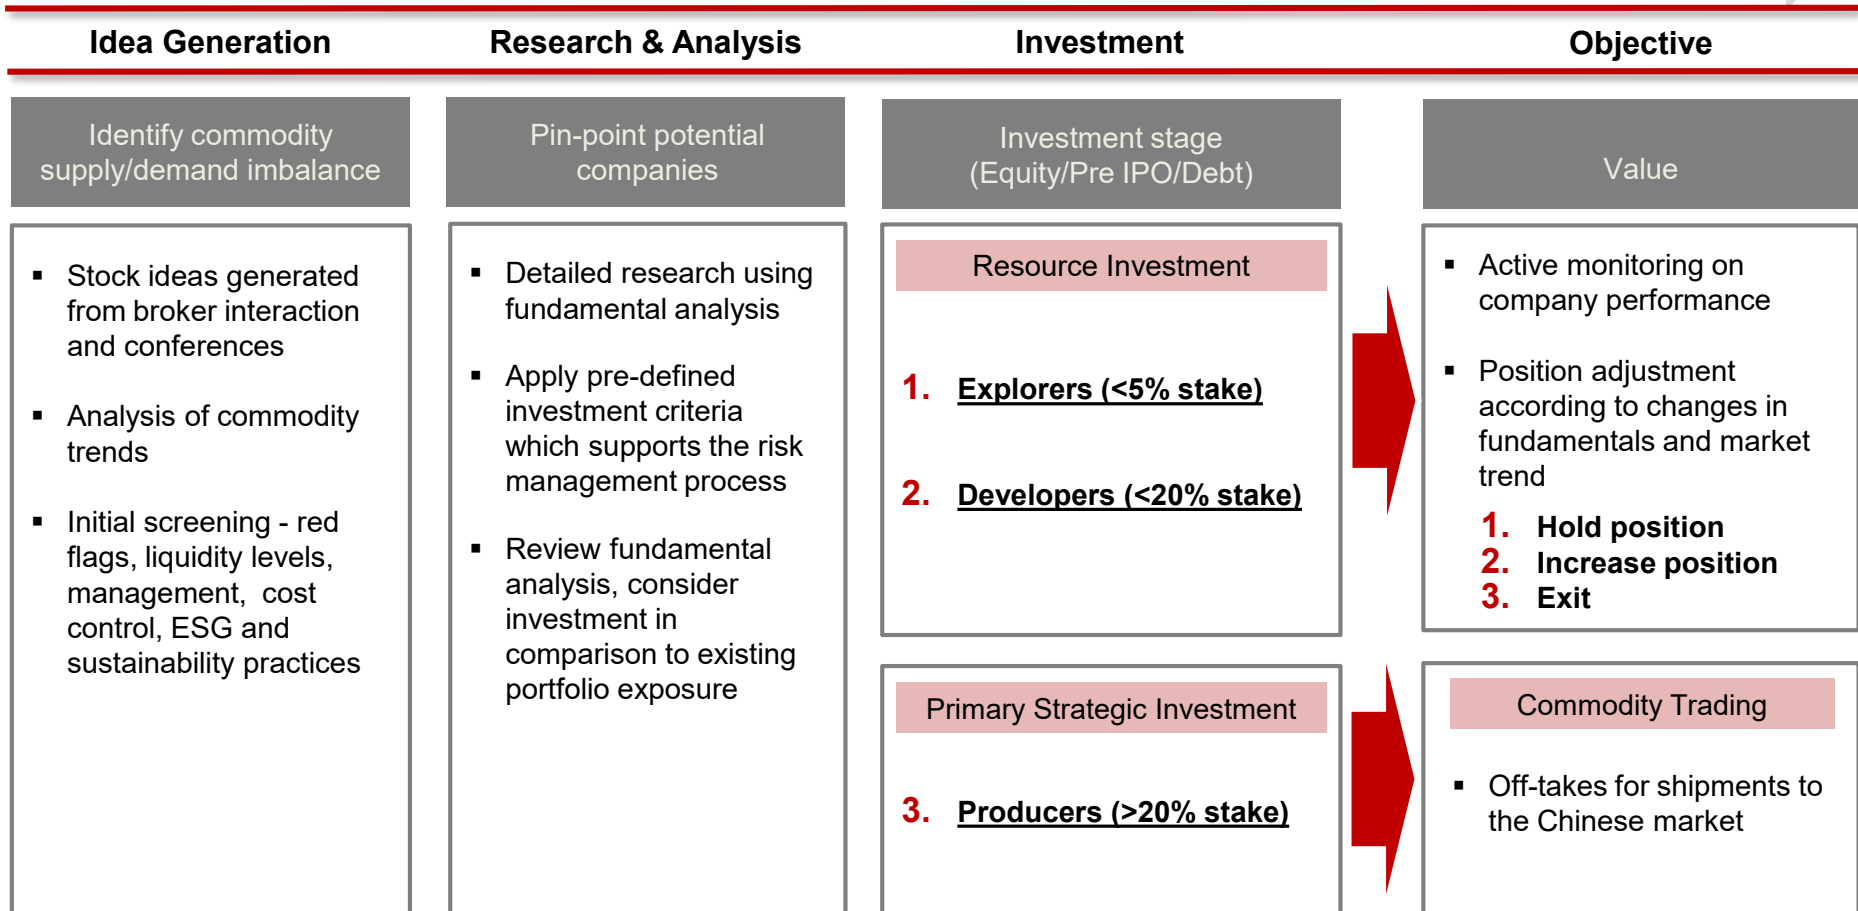 Idea Generation
Research & Analysis
Investment
Objective
Identify commodity
supply/demand imbalance
Pin-point potential
companies
Investment stage
(Equity/Pre IPO/Debt)
Value
▪ Stock ideas generated
from broker interaction
and conferences
▪ Analysis of commodity
trends
▪ Initial screening - red
flags, liquidity levels,
management, cost
control, ESG and
sustainability practices
▪ Detailed research using
fundamental analysis
▪ Apply pre-defined
investment criteria
which supports the risk
management process
▪ Review fundamental
analysis, consider
investment in
comparison to existing
portfolio exposure
Resource Investment
1. Explorers (<5% stake)
2. Developers (<20% stake)
Primary Strategic Investment
3. Producers (>20% stake)
▪ Active monitoring on
company performance
▪ Position adjustment
according to changes in
fundamentals and market
trend
1. Hold position
2. Increase position
3. Exit
Commodity Trading
▪ Off-takes for shipments to
the Chinese market